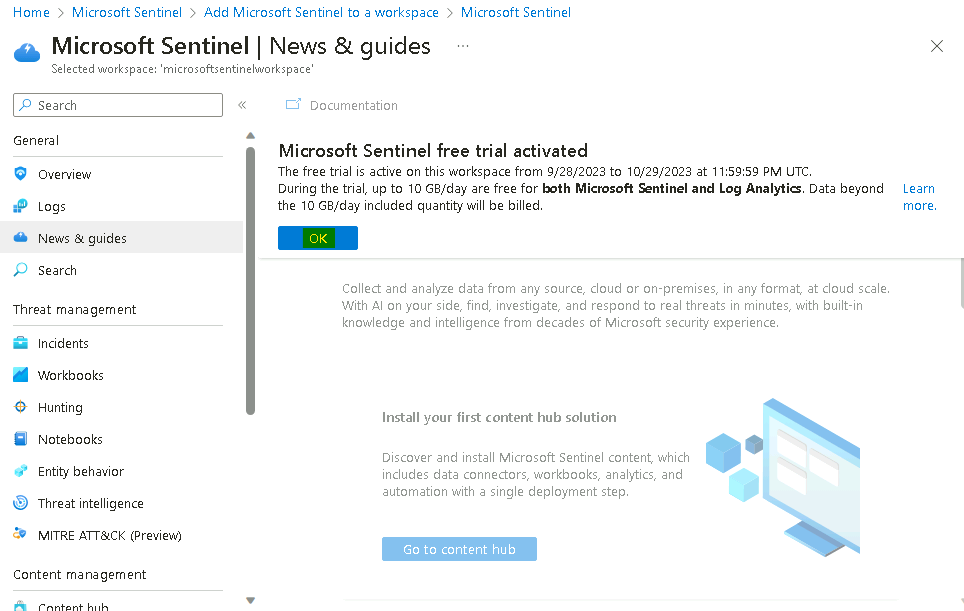 Home > Microsoft Sentinel > Add Microsoft Sentinel to a workspace > Microsoft Sentinel
Microsoft Sentinel | News & guides ...
Selected workspace: 'microsoftsentinelworkspace'
Search
«
Documentation
General
Overview
Logs
News & guides
Search
Threat management
Incidents
Workbooks
Hunting
Notebooks
Entity behavior
Threat intelligence
MITRE ATT&CK (Preview)
Content management
Content hub
Microsoft Sentinel free trial activated
The free trial is active on this workspace from 9/28/2023 to 10/29/2023 at 11:59:59 PM UTC.
During the trial, up to 10 GB/day are free for both Microsoft Sentinel and Log Analytics. Data beyond
the 10 GB/day included quantity will be billed.
Learn
more.
OK
Collect and analyze data from any source, cloud or on-premises, in any format, at cloud scale.
With AI on your side, find, investigate, and respond to real threats in minutes, with built-in
knowledge and intelligence from decades of Microsoft security experience.
Install your first content hub solution
Discover and install Microsoft Sentinel content, which
includes data connectors, workbooks, analytics, and
automation with a single deployment step.
Go to content hub